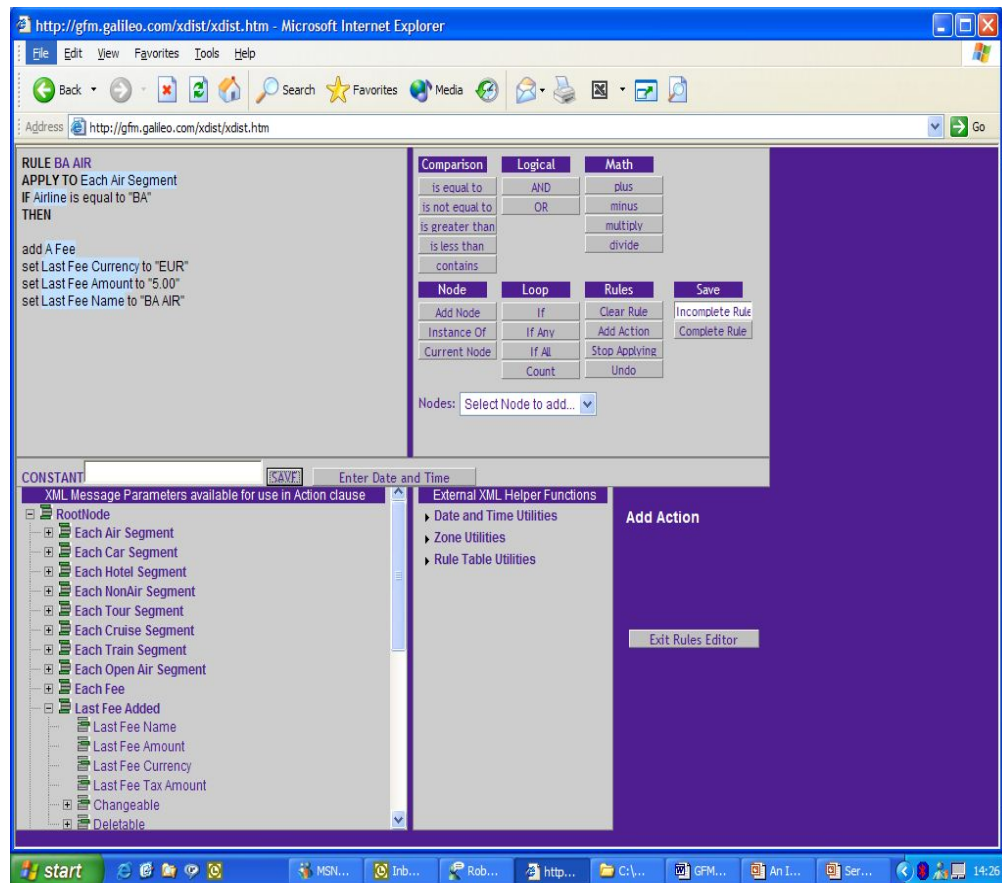 http://gfm.galileo.com/xdist/xdist.htm - Microsoft Internet Explorer
File Edit View Favorites Tools Help
Back Search Favorites Media
Address http://gfm.galileo.com/xdist/xdist.htm Go
RULE BA AIR
APPLY TO Each Air Segment
IF Airline is equal to "BA"
THEN
add A Fee
set Last Fee Currency to "EUR"
set Last Fee Amount to "5.00"
set Last Fee Name to "BA AIR"
Comparison Logical Math
is equal to AND plus
is not equal to OR minus
is greater than multiply
is less than divide
contains
Node Loop Rules Save
Add Node If Clear Rule Incomplete Rule
Instance Of If Any Add Action Complete Rule
Current Node If All Stop Applying
Count Undo
Nodes: Select Node to add...
CONSTANT SAVE Enter Date and Time
XML Message Parameters available for use in Action clause
RootNode
Each Air Segment
Each Car Segment
Each Hotel Segment
Each NonAir Segment
Each Tour Segment
Each Cruise Segment
Each Train Segment
Each Open Air Segment
Each Fee
Last Fee Added
Last Fee Name
Last Fee Amount
Last Fee Currency
Last Fee Tax Amount
Changeable
Deletable
External XML Helper Functions
Date and Time Utilities
Zone Utilities
Rule Table Utilities
Add Action
Exit Rules Editor
start MSN... Inb... Rob... http... C:\... GFM... An I... Ser... 14:26